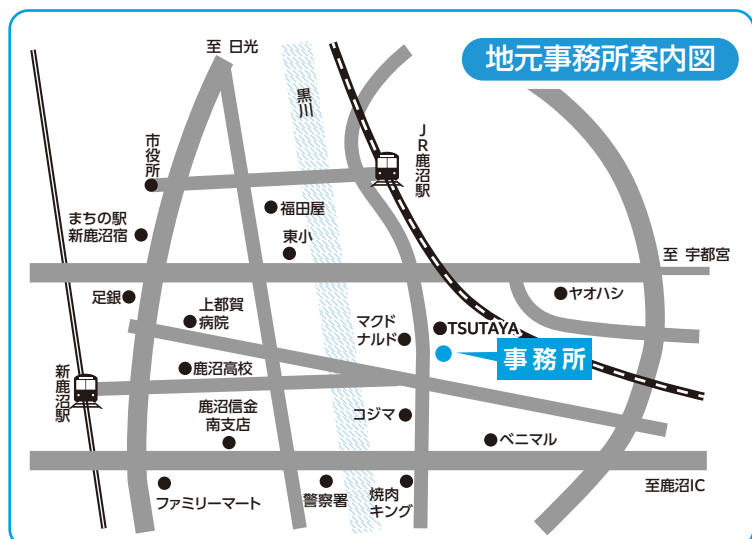 地元事務所案内図
至 日光
黒川
JR鹿沼駅
市役所
福田屋
まちの駅
新鹿沼宿
東小
至 宇都宮
足銀
上都賀
病院
ヤオハシ
マクド
ナルド
TSUTAYA
事務所
鹿沼高校
新鹿沼駅
鹿沼信金
南支店
コジマ
ベニマル
ファミリーマート
警察署
焼肉
キング
至鹿沼IC